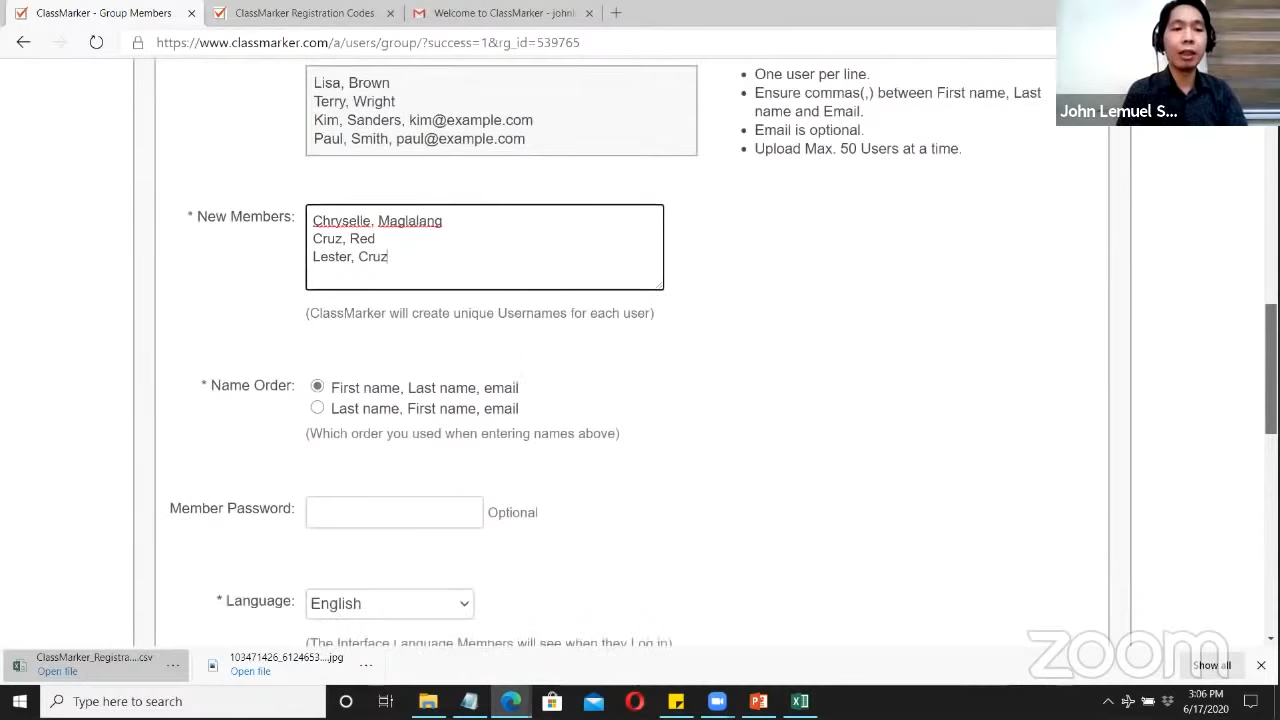 ClassMarker - Group Members
ClassMarker Registration Codes
Welcome to ClassMarker - johnl
https://www.classmarker.com/a/users/group/?success=1&rg_id=539765
John Lemuel S...
Lisa, Brown
Terry, Wright
Kim, Sanders, kim@example.com
Paul, Smith, paul@example.com
One user per line.
Ensure commas(,) between First name, Last
name and Email.
Email is optional.
Upload Max. 50 Users at a time.
* New Members:
Chryselie, Maglalang
Cruz, Red
Lester, Cruz
(ClassMarker will create unique Usernames for each user)
* Name Order:
First name, Last name, email
Last name, First name, email
(Which order you used when entering names above)
Member Password:
Optional
* Language:
English
(The Interface Language Members will see when they Log in)
zoom
ClassMarker_Registra....csv
Open file
103471426_6124653....jpg
Open file
Show all
Type here to search
3:06 PM
6/17/2020